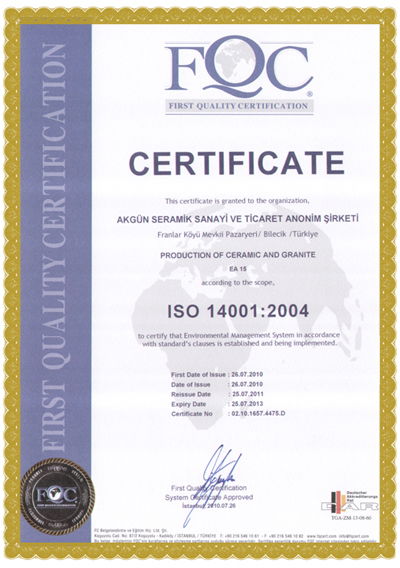 FIRST QUALITY CERTIFICATION
FQC®
FIRST QUALITY CERTIFICATION
CERTIFICATE
This certificate is granted to the organization,
AKGÜN SERAMİK SANAYİ VE TİCARET ANONİM ŞİRKETİ
Franlar Köyü Mevkii Pazaryeri/ Bilecik /Türkiye
PRODUCTION OF CERAMIC AND GRANITE
EA 15
according to the scope,
ISO 14001:2004
to certify that Environmental Management System in accordance
with standard's clauses is established and being implemented.
First Date of Issue : 26.07.2010
Date of Issue : 26.07.2010
Reissue Date : 25.07.2011
Expiry Date : 25.07.2013
Certificate No : 02.10.1657.4475.D
First Quality Certification
System Certificate Approved
İstanbul, 2010.07.26
FQC
Deutscher
Akkreditierungs
Rat
DAR
TGA-ZM-13-09-60
FC Belgelendirme ve Eğitim Hiz. Ltd. Şti.